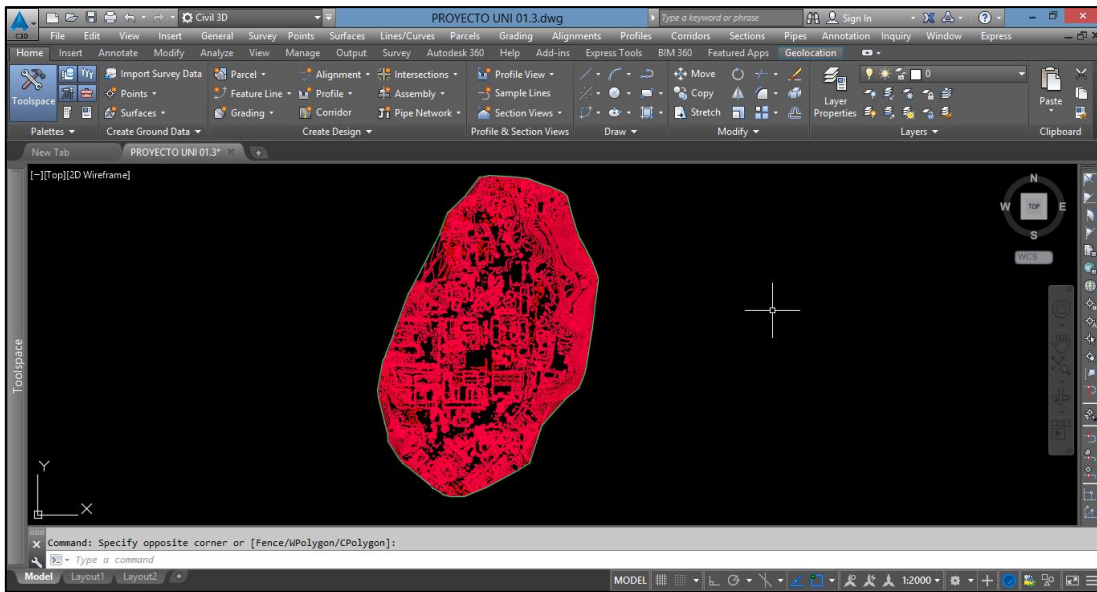 Civil 3D PROYECTO UNI 01.3.dwg Type a keyword or phrase Sign In
C3D File Edit View Insert General Survey Points Surfaces Lines/Curves Parcels Grading Alignments Profiles Corridors Sections Pipes Annotation Inquiry Window Express
Home Insert Annotate Modify Analyze View Manage Output Survey Autodesk 360 Help Add-ins Express Tools BIM 360 Featured Apps Geolocation
Import Survey Data Parcel Alignment Intersections Profile View Move 0
Toolspace Points Feature Line Profile Assembly Sample Lines Copy Layer Properties Paste
Surfaces Grading Corridor Pipe Network Section Views Stretch
Palettes Create Ground Data Create Design Profile & Section Views Draw Modify Layers Clipboard
New Tab PROYECTO UNI 01.3*
[−][Top][2D Wireframe]
N
W TOP E
S
WCS
Toolspace
Y
X
Command: Specify opposite corner or [Fence/WPolygon/CPolygon]:
Type a command
Model Layout1 Layout2 + MODEL 1:2000